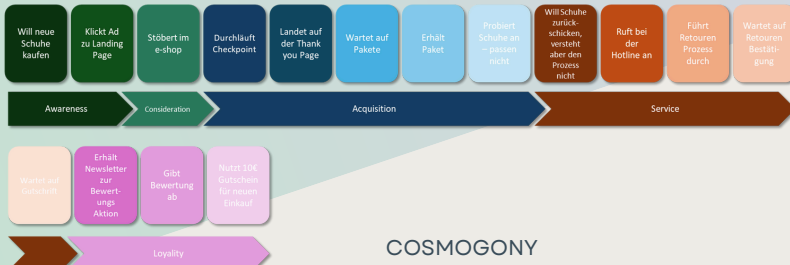 Will neue
Schuhe
kaufen
Klickt Ad
zu Landing
Page
Stöbert im
e-shop
Durchläuft
Checkpoint
Landet auf
der Thank
you Page
Wartet auf
Pakete
Erhält
Paket
Probiert
Schuhe an
– passen
nicht
Will Schuhe
zurück-
schicken,
versteht
aber den
Prozess
nicht
Ruft bei
der
Hotline an
Führt
Retouren
Prozess
durch
Wartet auf
Retouren
Bestäti-
gung
Awareness
Consideration
Acquisition
Service
Wartet auf
Gutschrift
Erhält
Newsletter
zur
Bewert-
ungs
Aktion
Gibt
Bewertung
ab
Nutzt 10€
Gutschein
für neuen
Einkauf
Loyality
COSMOGONY